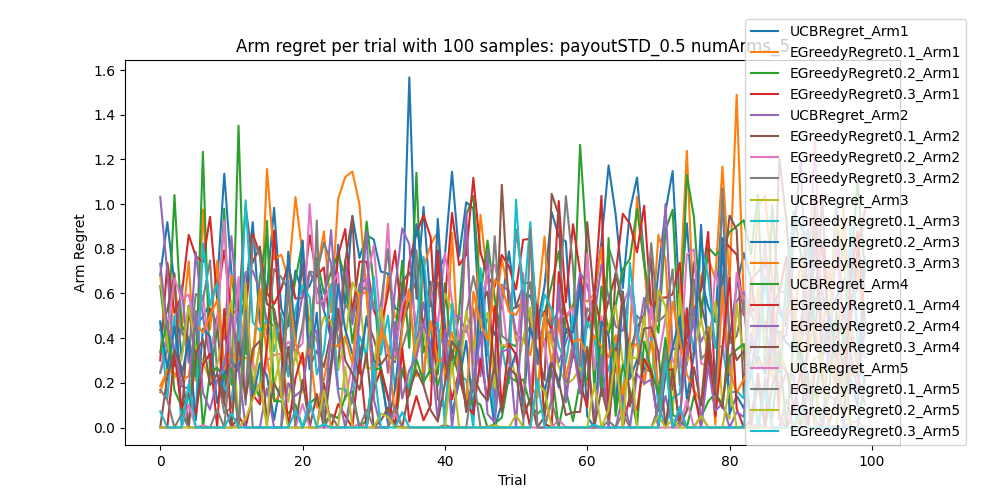 Arm regret per trial with 100 samples: payoutSTD_0.5 numArms_5
Arm Regret
1.6
1.4
1.2
1.0
0.8
0.6
0.4
0.2
0.0
0
20
40
60
80
100
Trial
UCBRegret_Arm1
EGreedyRegret0.1_Arm1
EGreedyRegret0.2_Arm1
EGreedyRegret0.3_Arm1
UCBRegret_Arm2
EGreedyRegret0.1_Arm2
EGreedyRegret0.2_Arm2
EGreedyRegret0.3_Arm2
UCBRegret_Arm3
EGreedyRegret0.1_Arm3
EGreedyRegret0.2_Arm3
EGreedyRegret0.3_Arm3
UCBRegret_Arm4
EGreedyRegret0.1_Arm4
EGreedyRegret0.2_Arm4
EGreedyRegret0.3_Arm4
UCBRegret_Arm5
EGreedyRegret0.1_Arm5
EGreedyRegret0.2_Arm5
EGreedyRegret0.3_Arm5